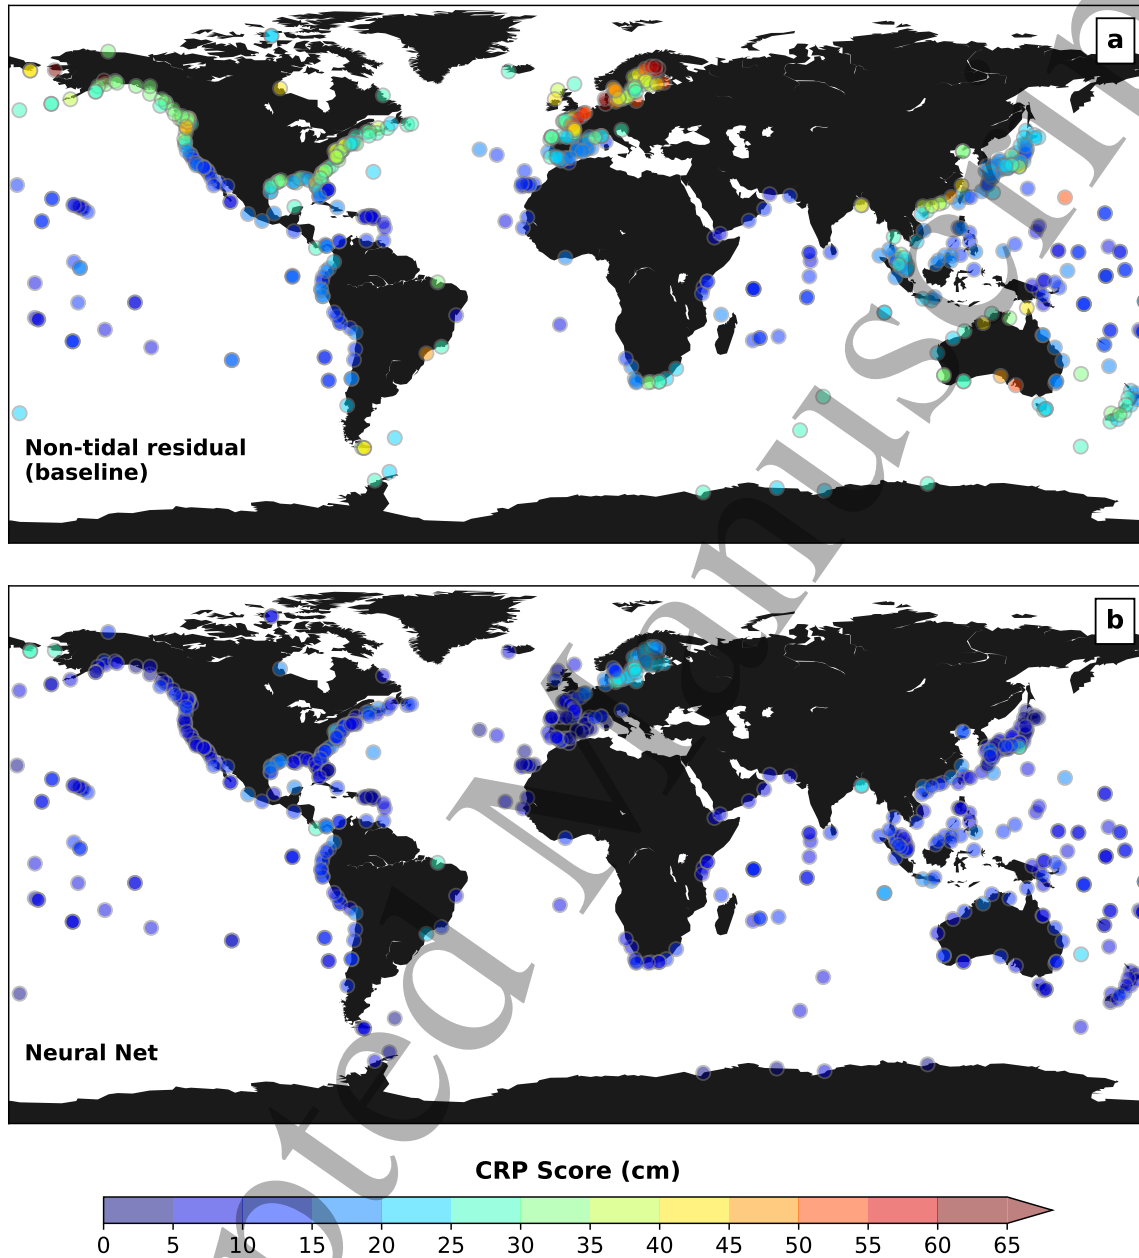 a
Non-tidal residual
(baseline)
b
Neural Net
CRP Score (cm)
0 5 10 15 20 25 30 35 40 45 50 55 60 65